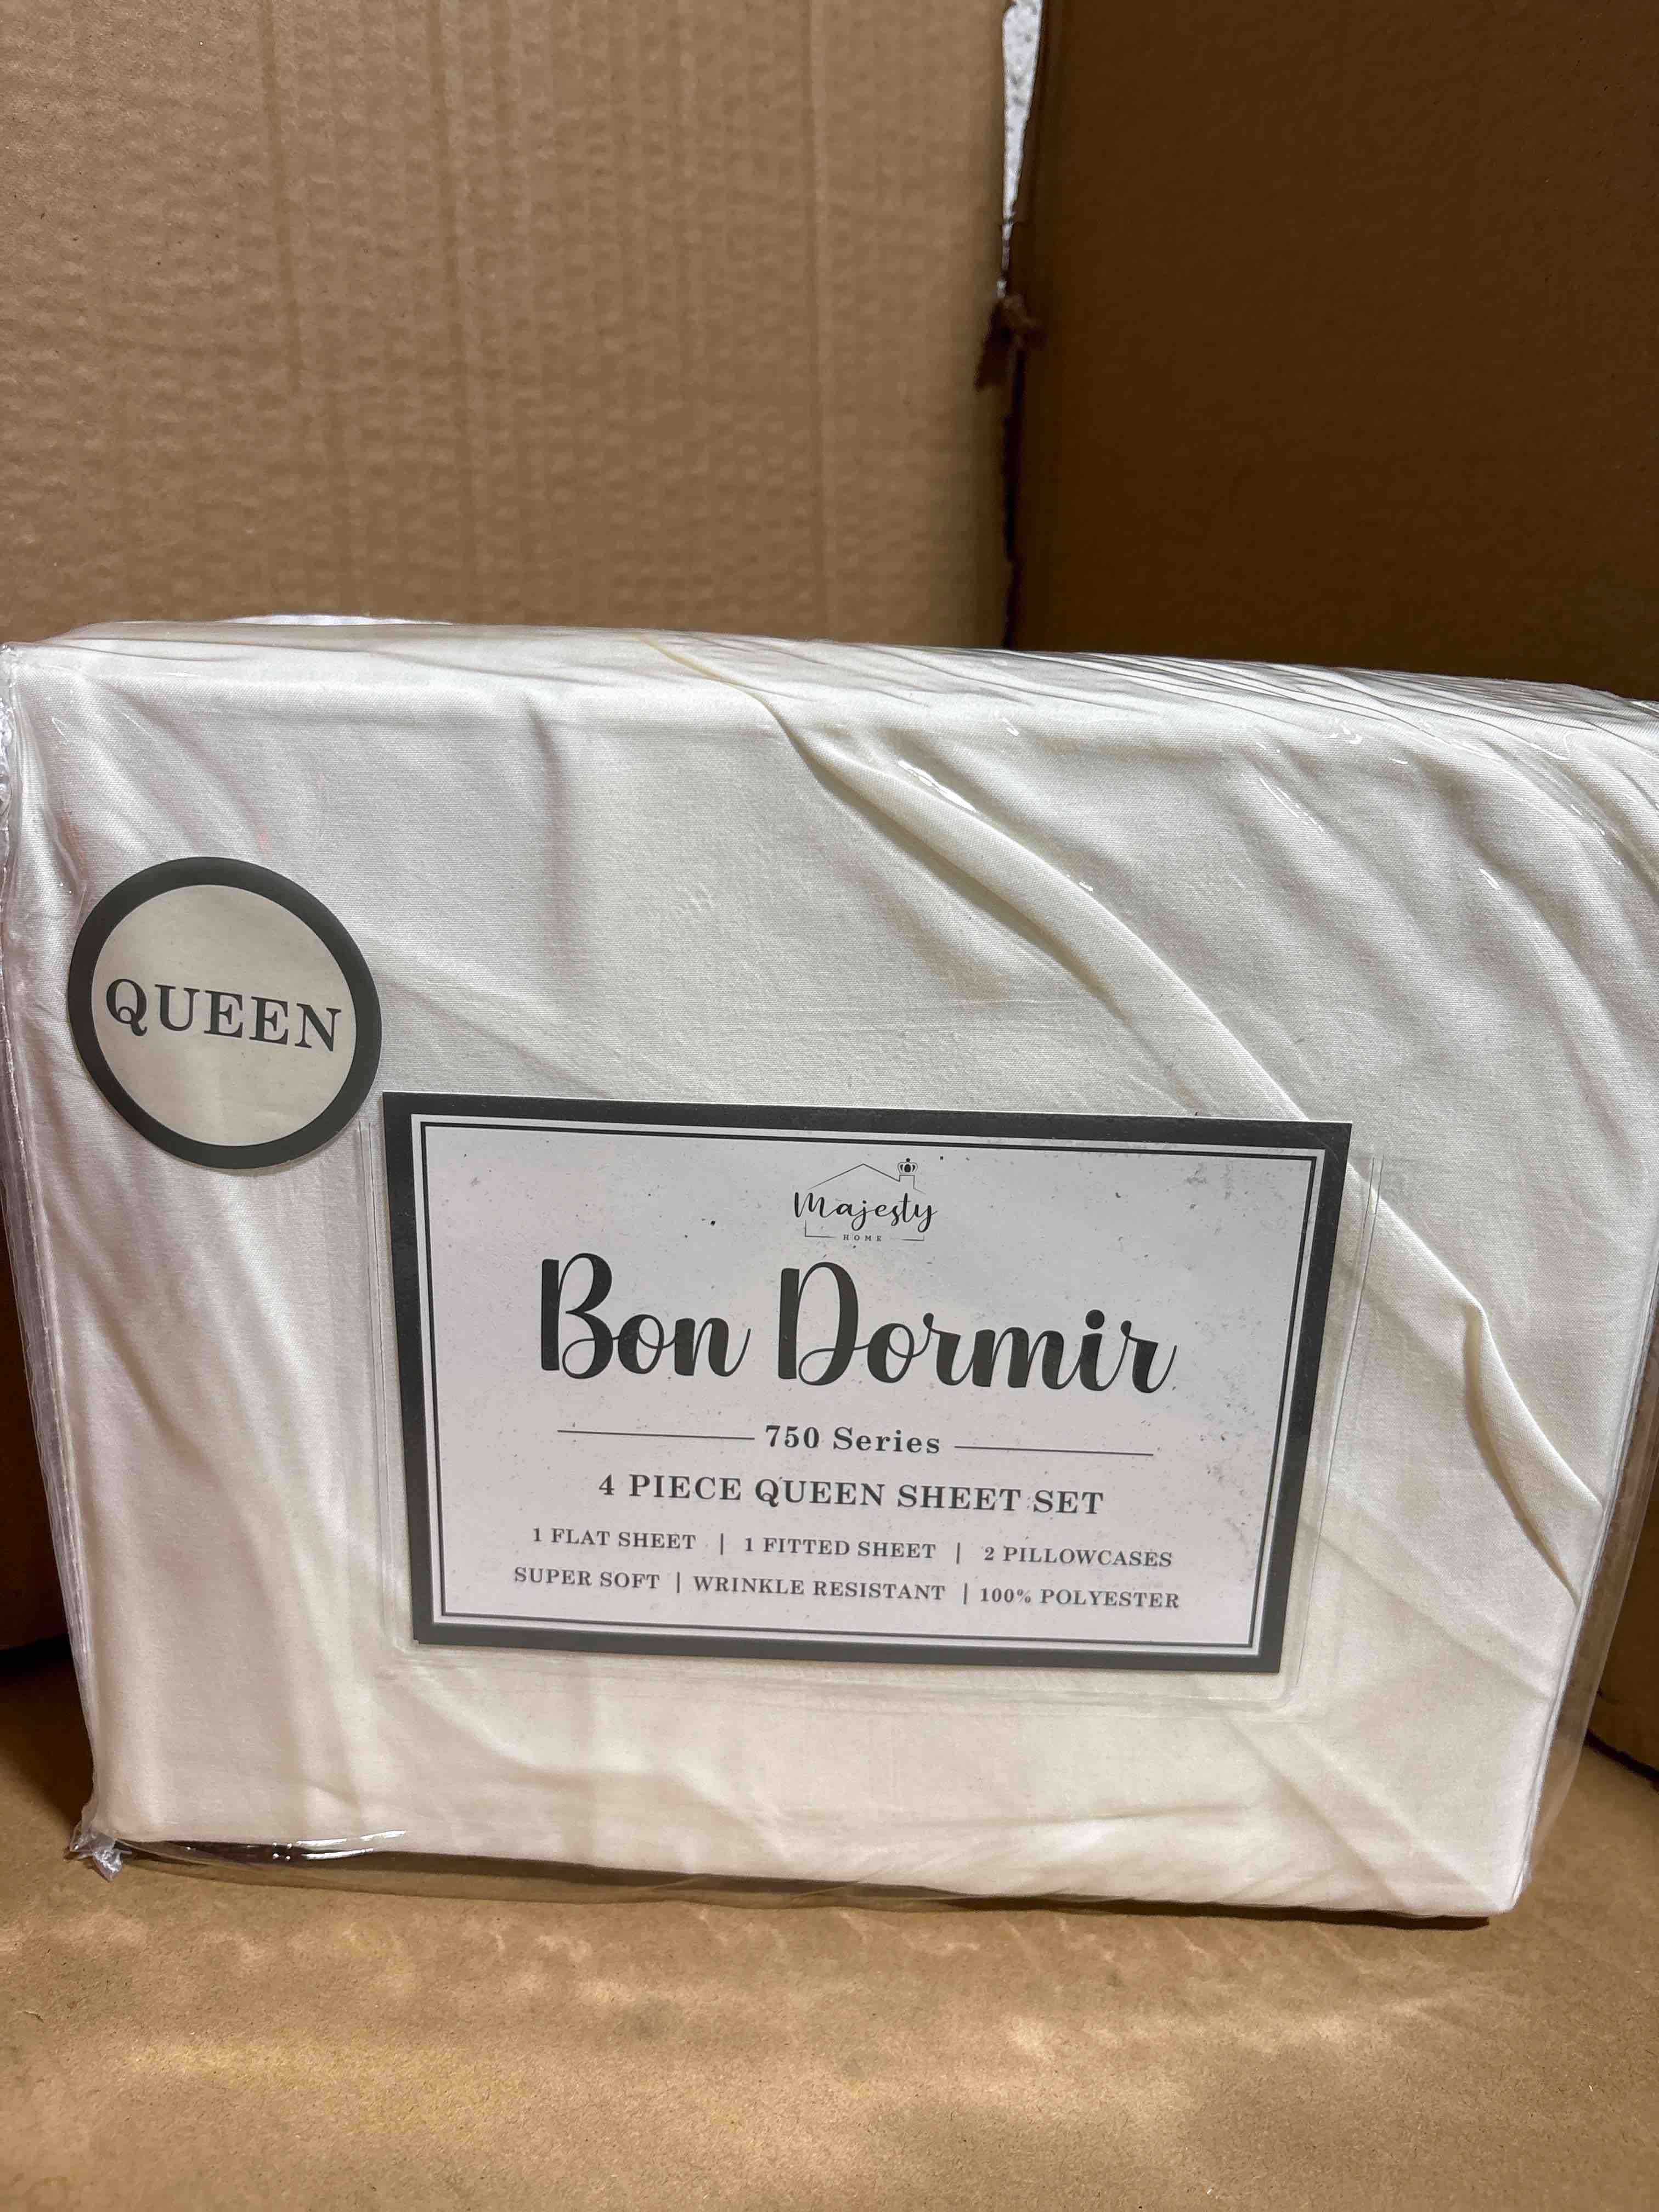 QUEEN
Majesty
HOME
Bon Dormir
750 Series
4 PIECE QUEEN SHEET SET
1 FLAT SHEET | 1 FITTED SHEET | 2 PILLOWCASES
SUPER SOFT | WRINKLE RESISTANT | 100% POLYESTER